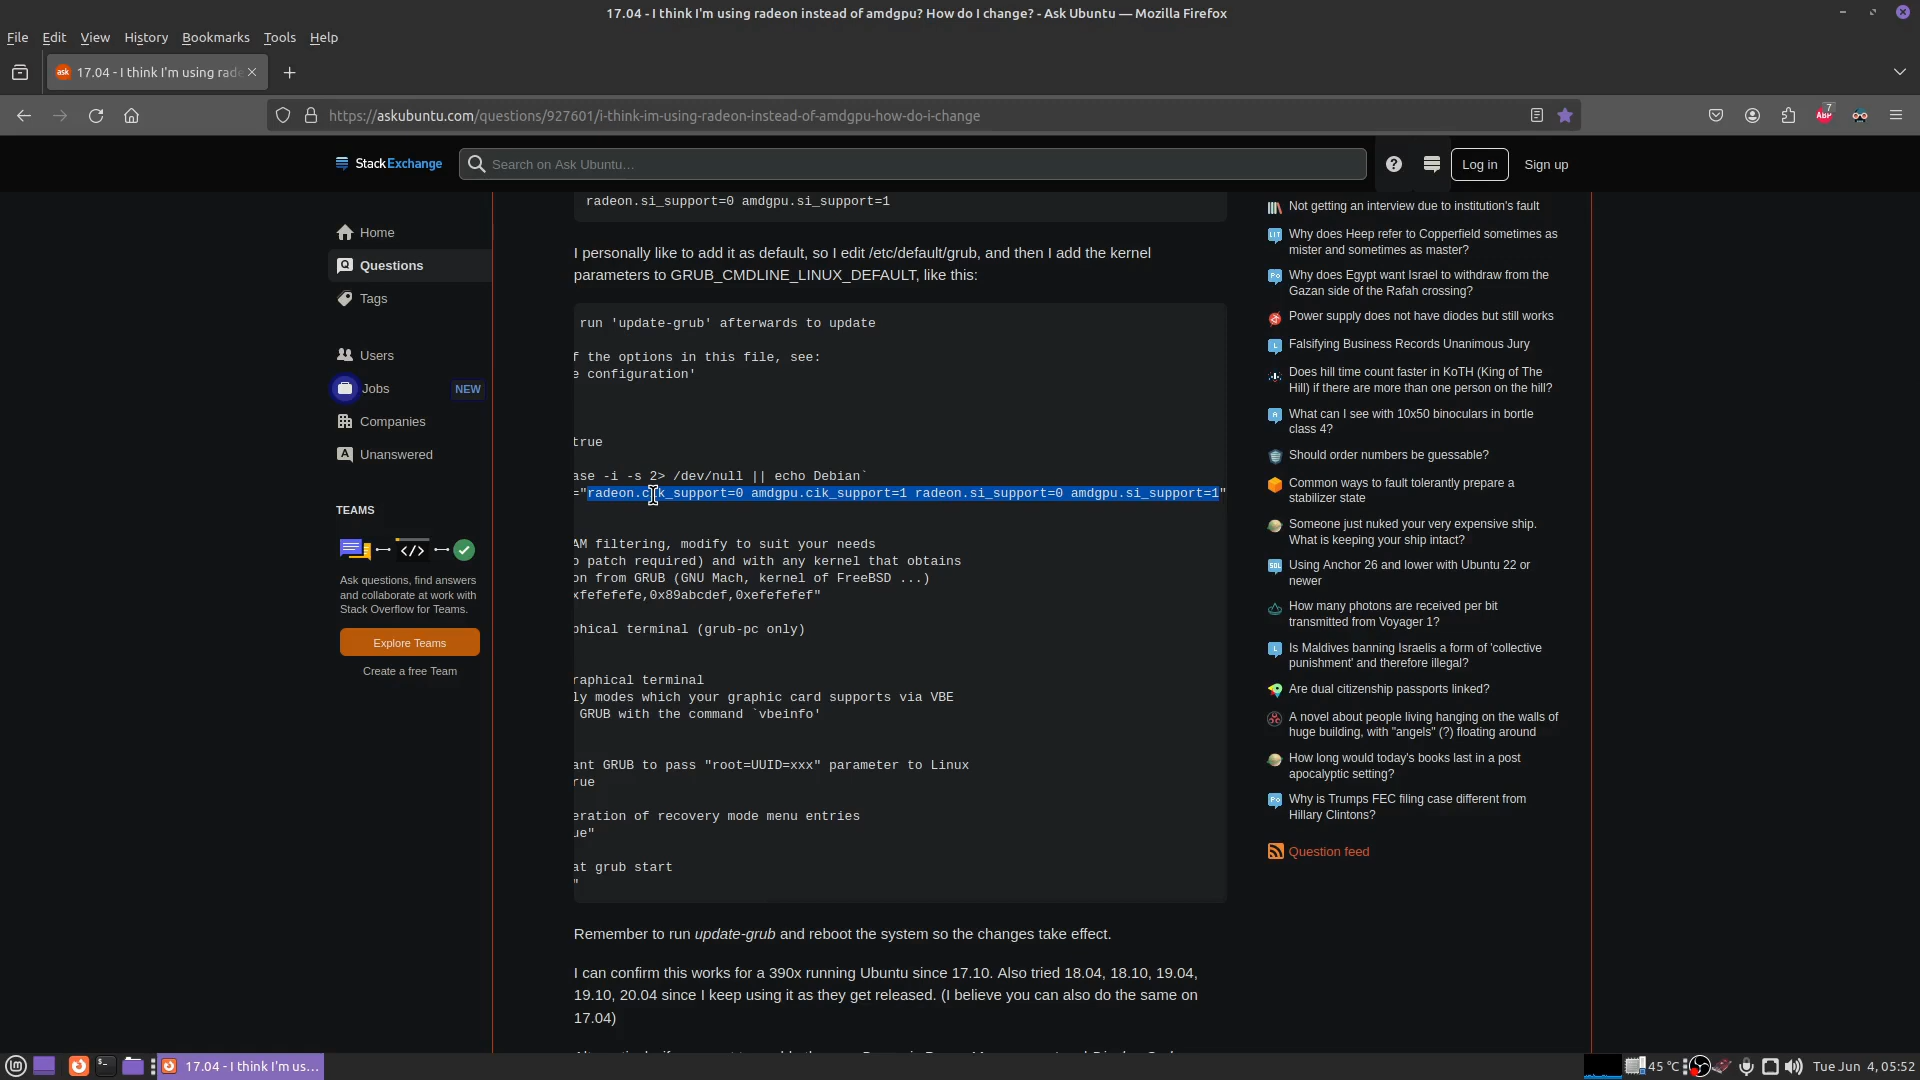 17.04 - I think I'm using radeon instead of amdgpu? How do I change? - Ask Ubuntu — Mozilla Firefox
File Edit View History Bookmarks Tools Help
ask 17.04 - I think I'm using rade
https://askubuntu.com/questions/927601/i-think-im-using-radeon-instead-of-amdgpu-how-do-i-change
7
ABP
StackExchange
Search on Ask Ubuntu…
Log in
Sign up
Home
Questions
Tags
Users
Jobs
NEW
Companies
Unanswered
TEAMS
Ask questions, find answers
and collaborate at work with
Stack Overflow for Teams.
Explore Teams
Create a free Team
radeon.si_support=0 amdgpu.si_support=1
I personally like to add it as default, so I edit /etc/default/grub, and then I add the kernel
parameters to GRUB_CMDLINE_LINUX_DEFAULT, like this:
run 'update-grub' afterwards to update
f the options in this file, see:
e configuration'
true
ase -i -s 2> /dev/null || echo Debian`
="radeon.cik_support=0 amdgpu.cik_support=1 radeon.si_support=0 amdgpu.si_support=1"
AM filtering, modify to suit your needs
o patch required) and with any kernel that obtains
on from GRUB (GNU Mach, kernel of FreeBSD ...)
xfefefefe,0x89abcdef,0xefefefef"
phical terminal (grub-pc only)
raphical terminal
ly modes which your graphic card supports via VBE
GRUB with the command `vbeinfo'
ant GRUB to pass "root=UUID=xxx" parameter to Linux
rue
eration of recovery mode menu entries
ue"
at grub start
"
Remember to run update-grub and reboot the system so the changes take effect.
I can confirm this works for a 390x running Ubuntu since 17.10. Also tried 18.04, 18.10, 19.04,
19.10, 20.04 since I keep using it as they get released. (I believe you can also do the same on
17.04)
Not getting an interview due to institution's fault
Why does Heep refer to Copperfield sometimes as
mister and sometimes as master?
Why does Egypt want Israel to withdraw from the
Gazan side of the Rafah crossing?
Power supply does not have diodes but still works
Falsifying Business Records Unanimous Jury
Does hill time count faster in KoTH (King of The
Hill) if there are more than one person on the hill?
What can I see with 10x50 binoculars in bortle
class 4?
Should order numbers be guessable?
Common ways to fault tolerantly prepare a
stabilizer state
Someone just nuked your very expensive ship.
What is keeping your ship intact?
Using Anchor 26 and lower with Ubuntu 22 or
newer
How many photons are received per bit
transmitted from Voyager 1?
Is Maldives banning Israelis a form of 'collective
punishment' and therefore illegal?
Are dual citizenship passports linked?
A novel about people living hanging on the walls of
huge building, with "angels" (?) floating around
How long would today's books last in a post
apocalyptic setting?
Why is Trumps FEC filing case different from
Hillary Clintons?
Question feed
17.04 - I think I'm us...
45 °C
Tue Jun 4, 05:52